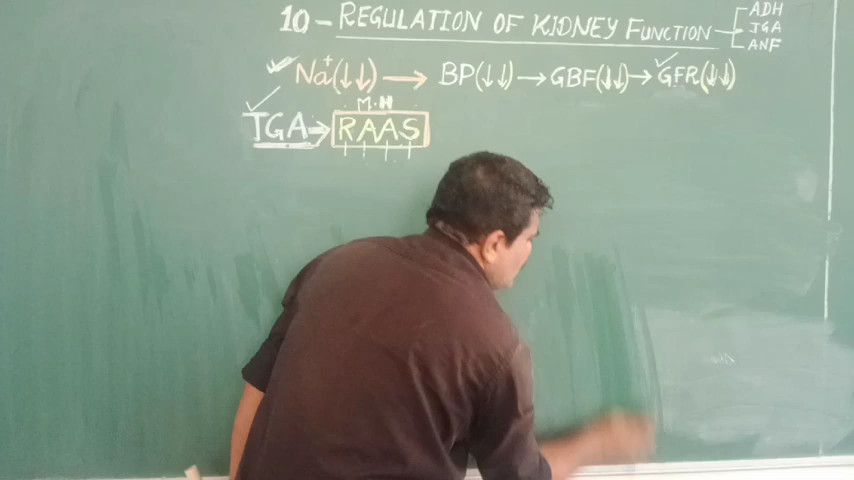 10 - REGULATION OF KIDNEY FUNCTION
ADH
JGA
ANF
Na+(↓↓) → BP(↓↓) → GBF(↓↓) → GFR(↓↓)
M.H
JGA → RAAS